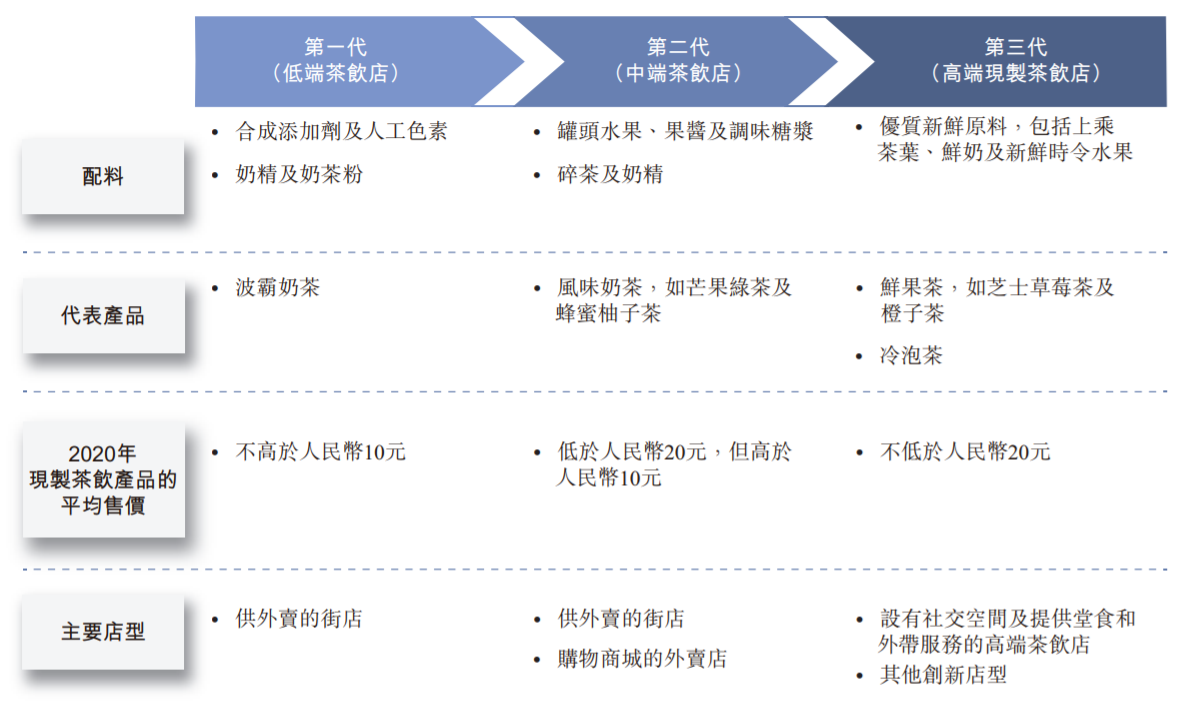 第一代
（低端茶飲店）
第二代
（中端茶飲店）
第三代
（高端現製茶飲店）
配料
• 合成添加劑及人工色素
• 奶精及奶茶粉
• 罐頭水果、果醬及調味糖漿
• 碎茶及奶精
• 優質新鮮原料，包括上乘
茶葉、鮮奶及新鮮時令水果
代表產品
• 波霸奶茶
• 風味奶茶，如芒果綠茶及
蜂蜜柚子茶
• 鮮果茶，如芝士草莓茶及
橙子茶
• 冷泡茶
2020年
現製茶飲產品的
平均售價
• 不高於人民幣10元
• 低於人民幣20元，但高於
人民幣10元
• 不低於人民幣20元
主要店型
• 供外賣的街店
• 供外賣的街店
• 購物商城的外賣店
• 設有社交空間及提供堂食和
外帶服務的高端茶飲店
• 其他創新店型